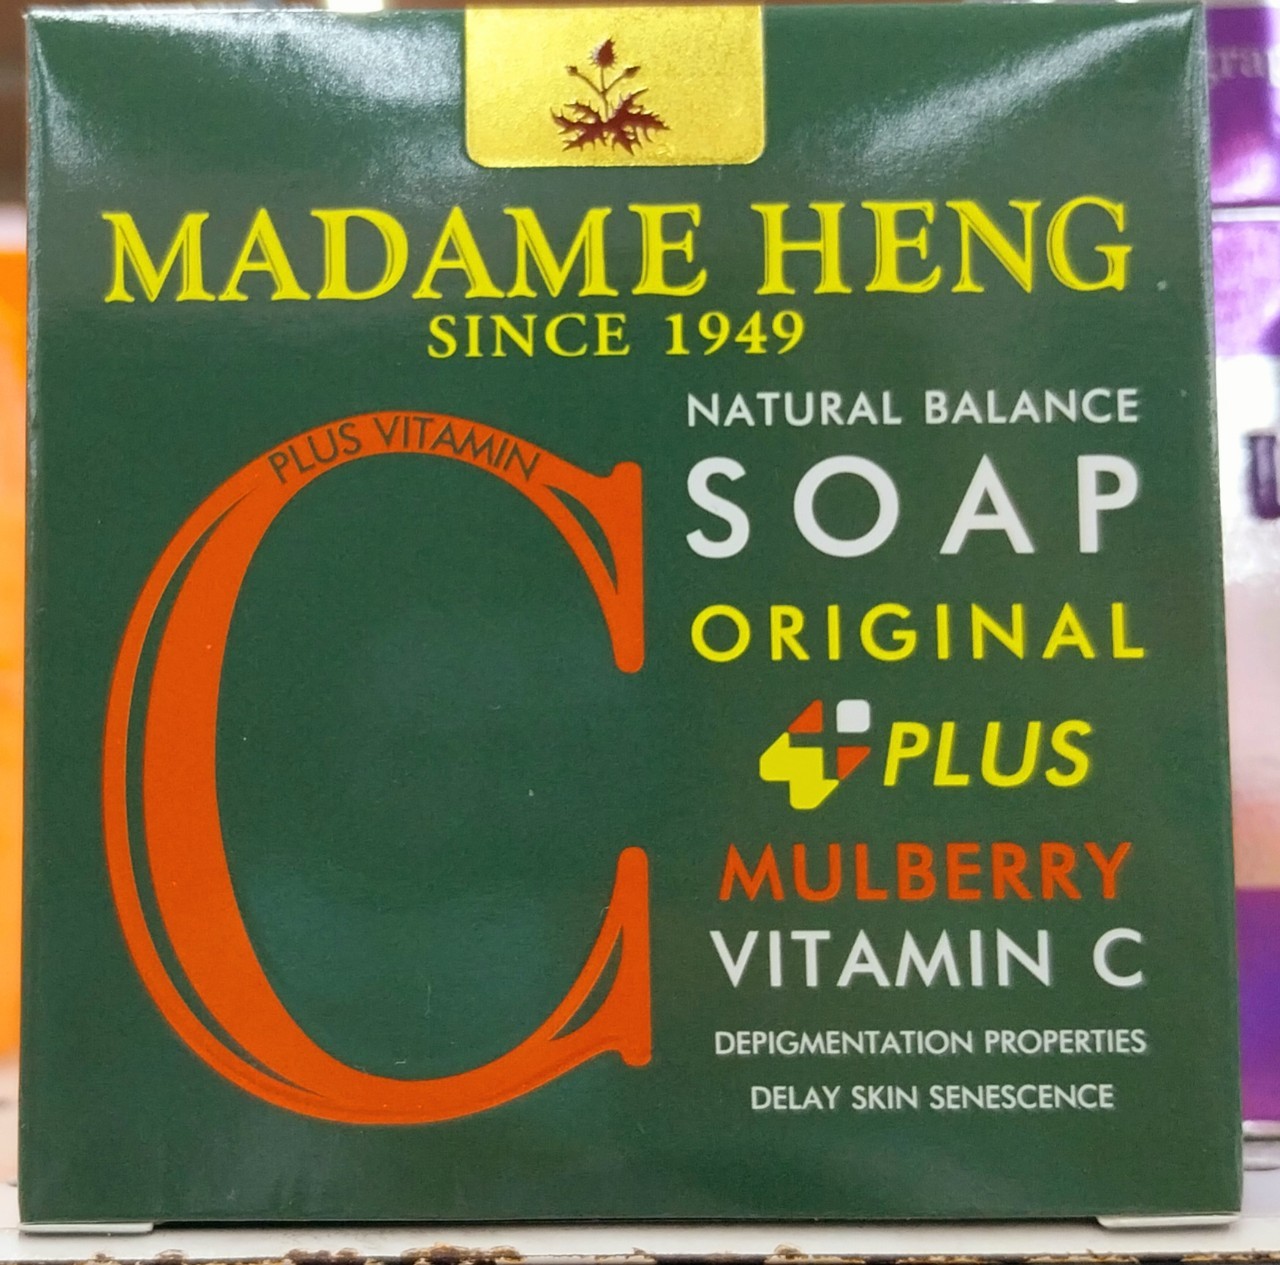 MADAME HENG
SINCE 1949
PLUS VITAMIN
C
NATURAL BALANCE
SOAP
ORIGINAL
PLUS
MULBERRY
VITAMIN C
DEPIGMENTATION PROPERTIES
DELAY SKIN SENESCENCE